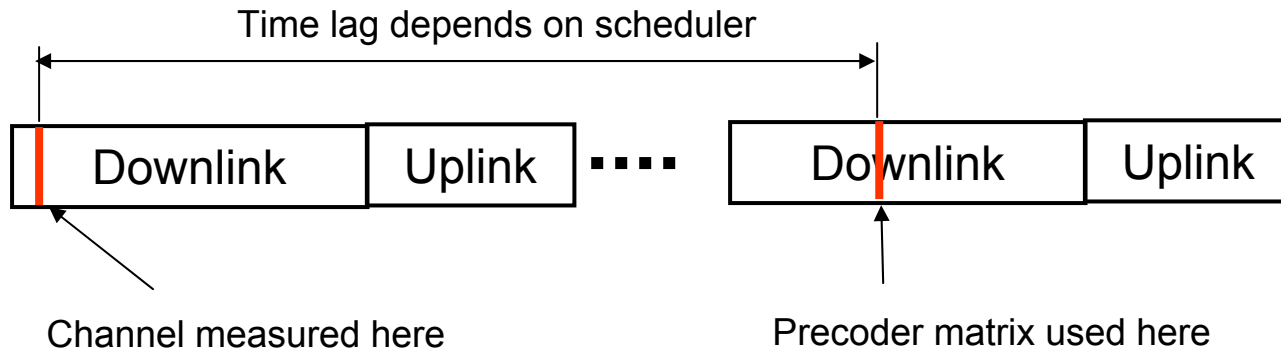 Time lag depends on scheduler
Downlink
Uplink
Downlink
Uplink
Channel measured here
Precoder matrix used here